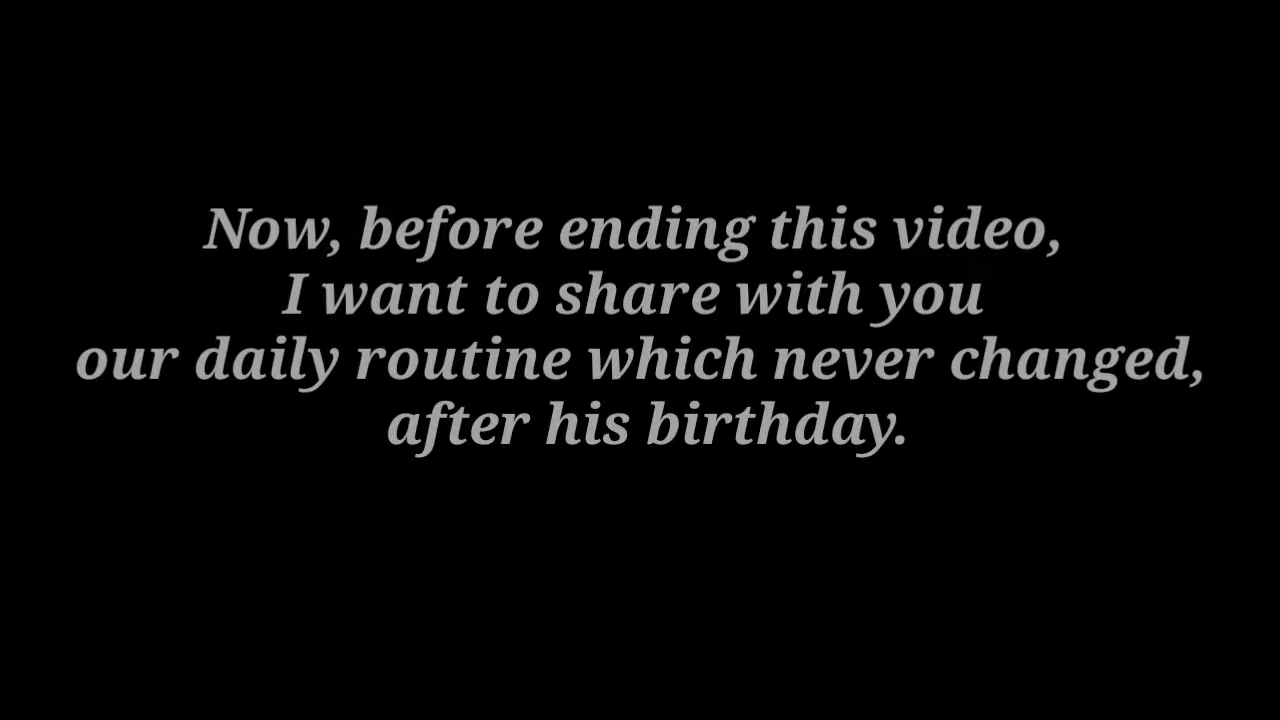 Now, before ending this video,
I want to share with you
our daily routine which never changed,
after his birthday.